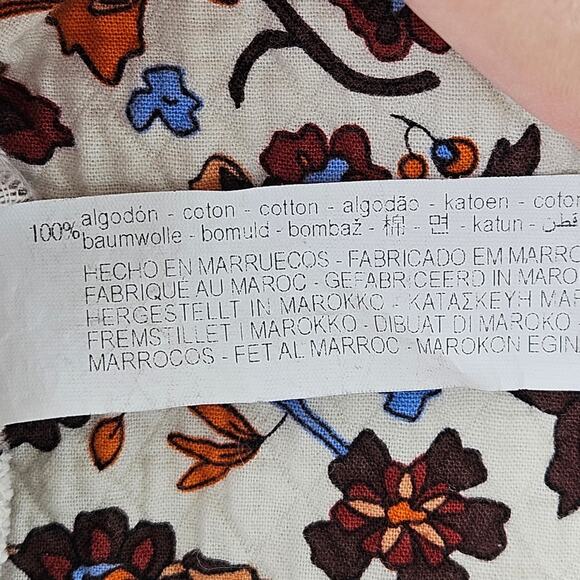 100% algodón - coton - cotton - algodão - katoen - coton
baumwolle - bomuld - bombaž - 棉 - 면 - katun - قطن
HECHO EN MARRUECOS - FABRICADO EM MARRO
FABRIQUÉ AU MAROC - GEFABRICEERD IN MARO
HERGESTELLT IN MAROKKO - ΚΑΤΑΣΚΕΥΗ ΜΑΡ
FREMSTILLET I MAROKKO - DIBUAT DI MAROKO
MARROCOS - FET AL MARROC - MAROKON EGIN